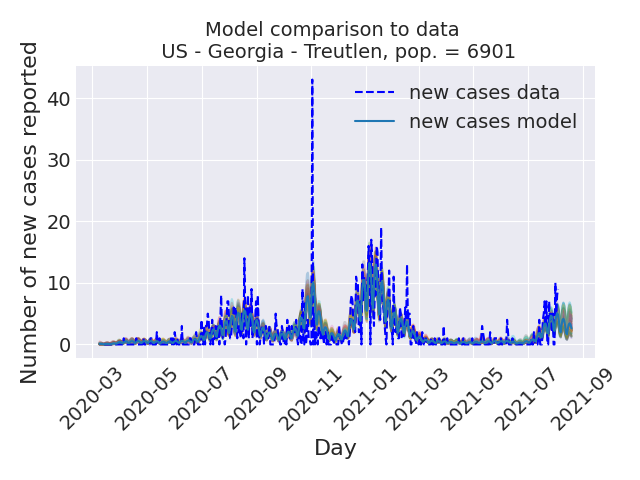 Model comparison to data
US - Georgia - Treutlen, pop. = 6901
Number of new cases reported
40
30
20
10
0
new cases data
new cases model
2020-03
2020-05
2020-07
2020-09
2020-11
2021-01
2021-03
2021-05
2021-07
2021-09
Day